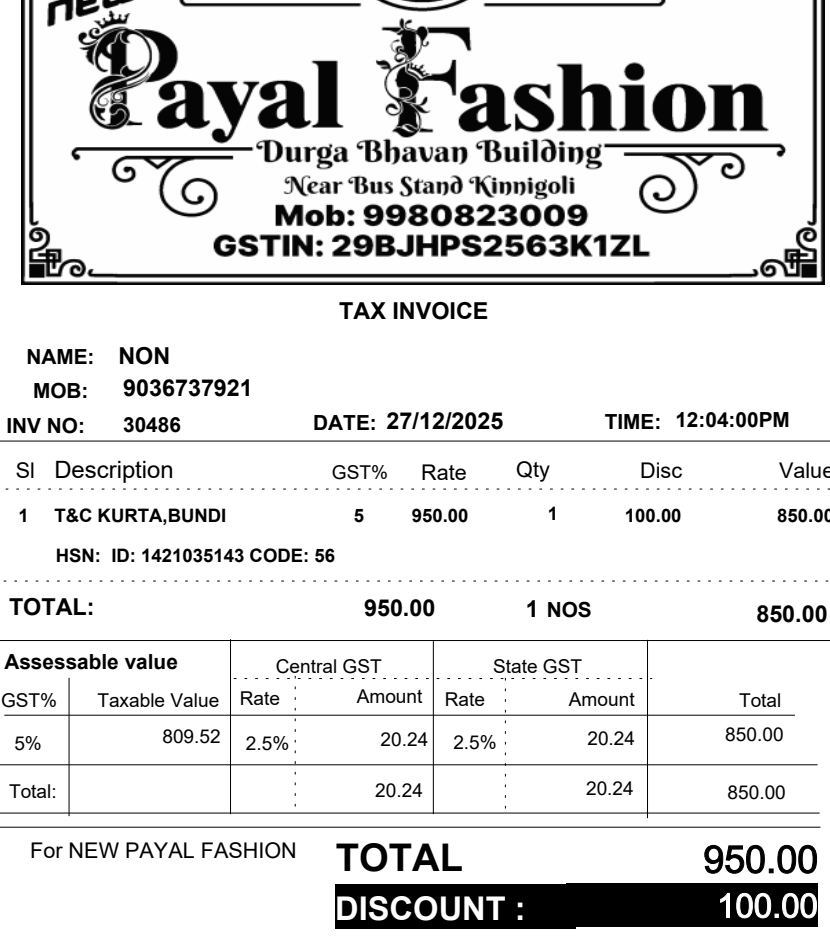 new
Payal Fashion
Durga Bhavan Building
Near Bus Stand Kinnigoli
Mob: 9980823009
GSTIN: 29BJHPS2563K1ZL
TAX INVOICE
NAME: NON
MOB: 9036737921
INV NO: 30486 DATE: 27/12/2025 TIME: 12:04:00PM
Sl Description GST% Rate Qty Disc Value
1 T&C KURTA,BUNDI 5 950.00 1 100.00 850.00
HSN: ID: 1421035143 CODE: 56
TOTAL: 950.00 1 NOS 850.00
Assessable value Central GST State GST
GST% Taxable Value Rate Amount Rate Amount Total
5% 809.52 2.5% 20.24 2.5% 20.24 850.00
Total: 20.24 20.24 850.00
For NEW PAYAL FASHION TOTAL 950.00
DISCOUNT : 100.00